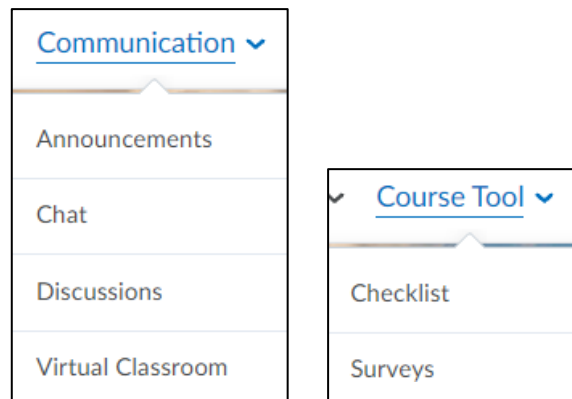 Communication
Announcements
Chat
Discussions
Virtual Classroom
Course Tool
Checklist
Surveys